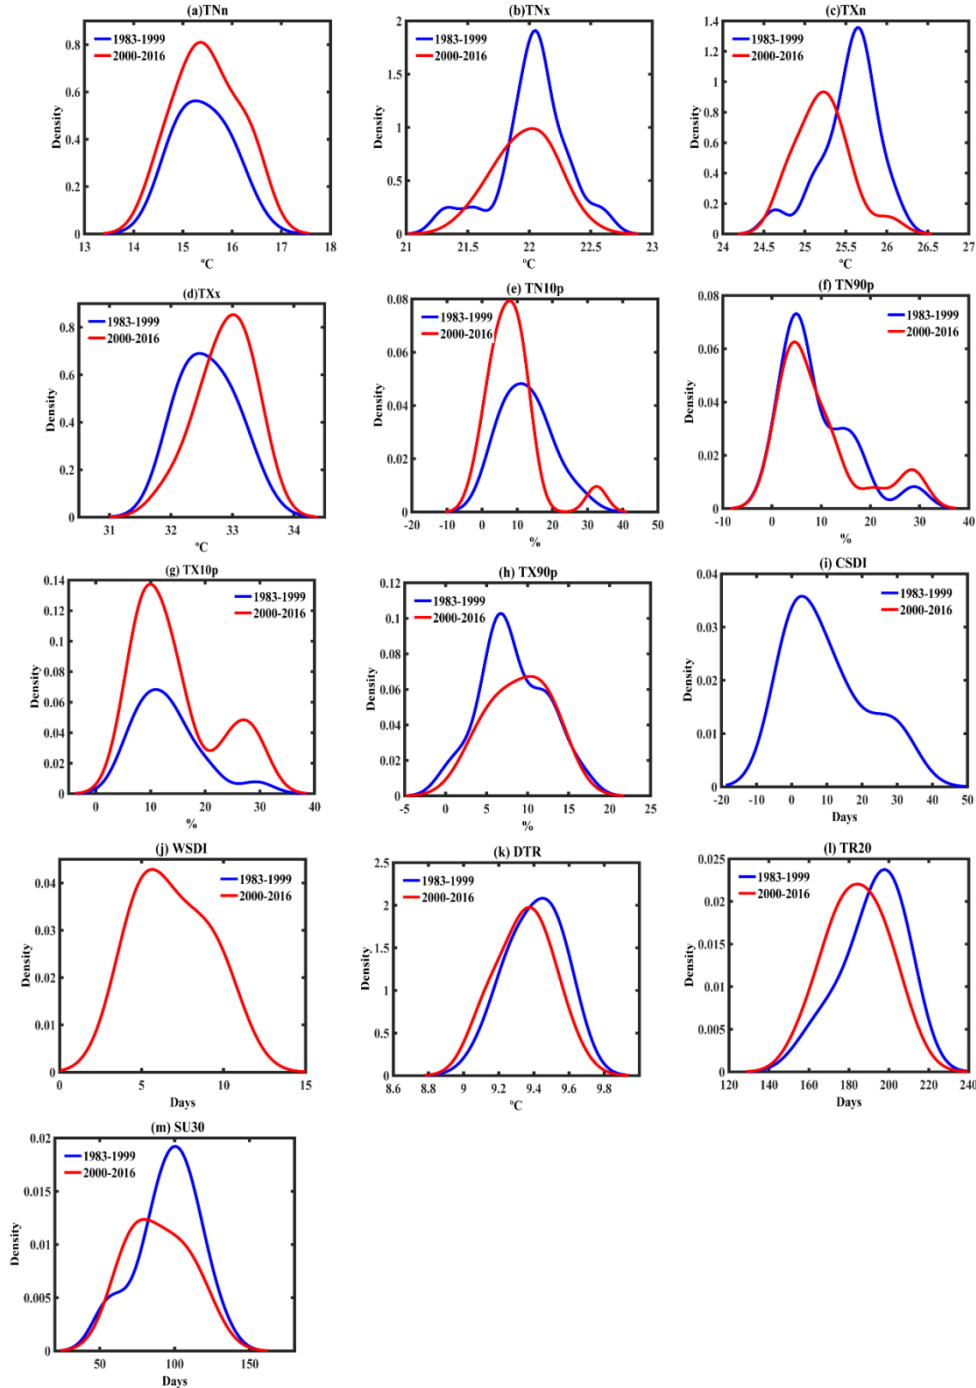 (a)TNn
1983-1999
2000-2016
0.8
0.6
0.4
0.2
0
Density
13 14 15 16 17 18
ºC
(b)TNx
1983-1999
2000-2016
2
1.5
1
0.5
0
Density
21 21.5 22 22.5 23
ºC
(c)TXn
1983-1999
2000-2016
1.4
1.2
1
0.8
0.6
0.4
0.2
0
Density
24 24.5 25 25.5 26 26.5 27
ºC
(d)TXx
1983-1999
2000-2016
0.8
0.6
0.4
0.2
0
Density
31 32 33 34
ºC
(e) TN10p
1983-1999
2000-2016
0.08
0.06
0.04
0.02
0
Density
-20 -10 0 10 20 30 40 50
%
(f) TN90p
1983-1999
2000-2016
0.08
0.06
0.04
0.02
0
Density
-10 0 10 20 30 40
%
(g) TX10p
1983-1999
2000-2016
0.14
0.12
0.1
0.08
0.06
0.04
0.02
0
Density
0 10 20 30 40
%
(h) TX90p
1983-1999
2000-2016
0.12
0.1
0.08
0.06
0.04
0.02
0
Density
-5 0 5 10 15 20 25
%
(i) CSDI
1983-1999
2000-2016
0.04
0.03
0.02
0.01
0
Density
-20 -10 0 10 20 30 40 50
Days
(j) WSDI
1983-1999
2000-2016
0.04
0.03
0.02
0.01
0
Density
0 5 10 15
Days
(k) DTR
1983-1999
2000-2016
2.5
2
1.5
1
0.5
0
Density
8.6 8.8 9 9.2 9.4 9.6 9.8
ºC
(l) TR20
1983-1999
2000-2016
0.025
0.02
0.015
0.01
0.005
0
Density
120 140 160 180 200 220 240
Days
(m) SU30
1983-1999
2000-2016
0.02
0.015
0.01
0.005
0
Density
50 100 150
Days